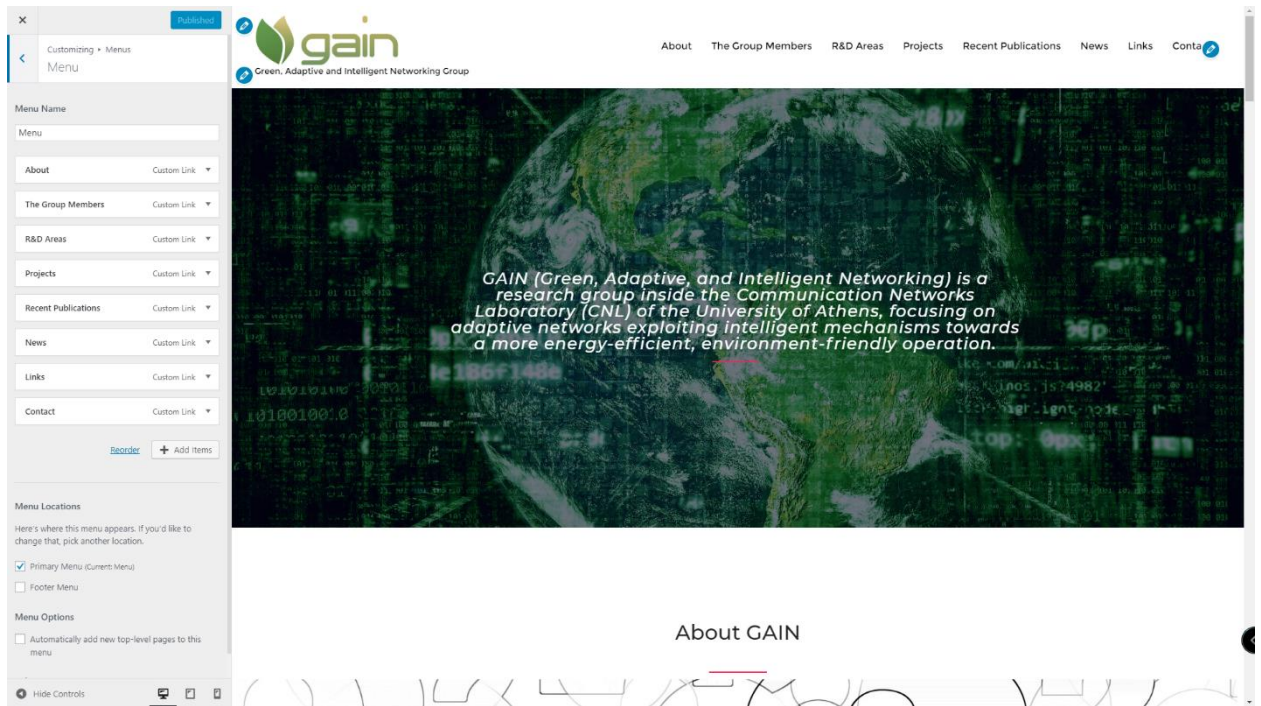 Published
Customizing ▸ Menus
Menu
Menu Name
Menu
About Custom Link
The Group Members Custom Link
R&D Areas Custom Link
Projects Custom Link
Recent Publications Custom Link
News Custom Link
Links Custom Link
Contact Custom Link
Reorder + Add Items
Menu Locations
Here's where this menu appears. If you'd like to
change that, pick another location.
Primary Menu (Current: Menu)
Footer Menu
Menu Options
Automatically add new top-level pages to this
menu
Hide Controls
gain
Green, Adaptive and Intelligent Networking Group
About The Group Members R&D Areas Projects Recent Publications News Links Conta
GAIN (Green, Adaptive, and Intelligent Networking) is a
research group inside the Communication Networks
Laboratory (CNL) of the University of Athens, focusing on
adaptive networks exploiting intelligent mechanisms towards
a more energy-efficient, environment-friendly operation.
About GAIN